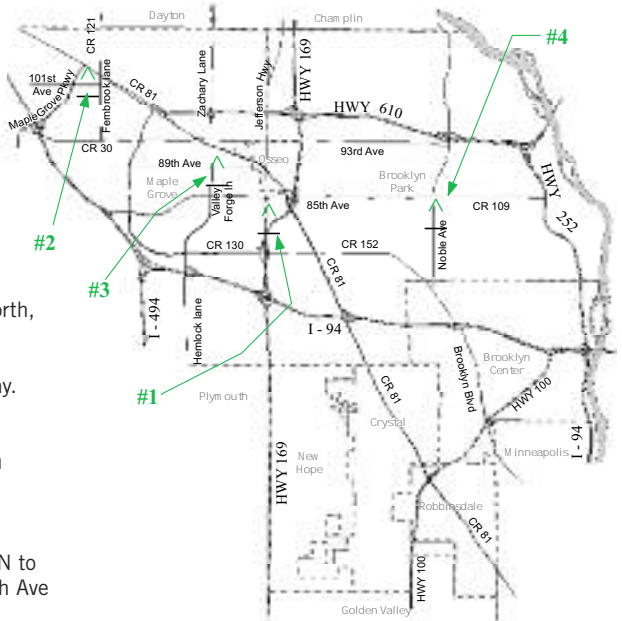 Dayton
Champlin
CR 121
#4
101st
Ave
Maple Grove Pkwy
Fernbrook lane
CR 81
Zachary Lane
Jefferson Hwy
HWY 169
HWY 610
CR 30
89th Ave
Osseo
93rd Ave
Maple
Grove
Valley
Forge ln
Brooklyn
Park
85th Ave
CR 109
HWY 252
#2
CR 130
CR 152
Noble Ave
#3
CR 81
orth,
I - 494
Hemlock lane
I - 94
Brooklyn
Center
Brooklyn Blvd
HWY 100
ay.
#1
Plymouth
CR 81
Crystal
Minneapolis
I - 94
New
Hope
HWY 169
Robbinsdale
CR 81
N to
h Ave
HWY 100
Golden Valley